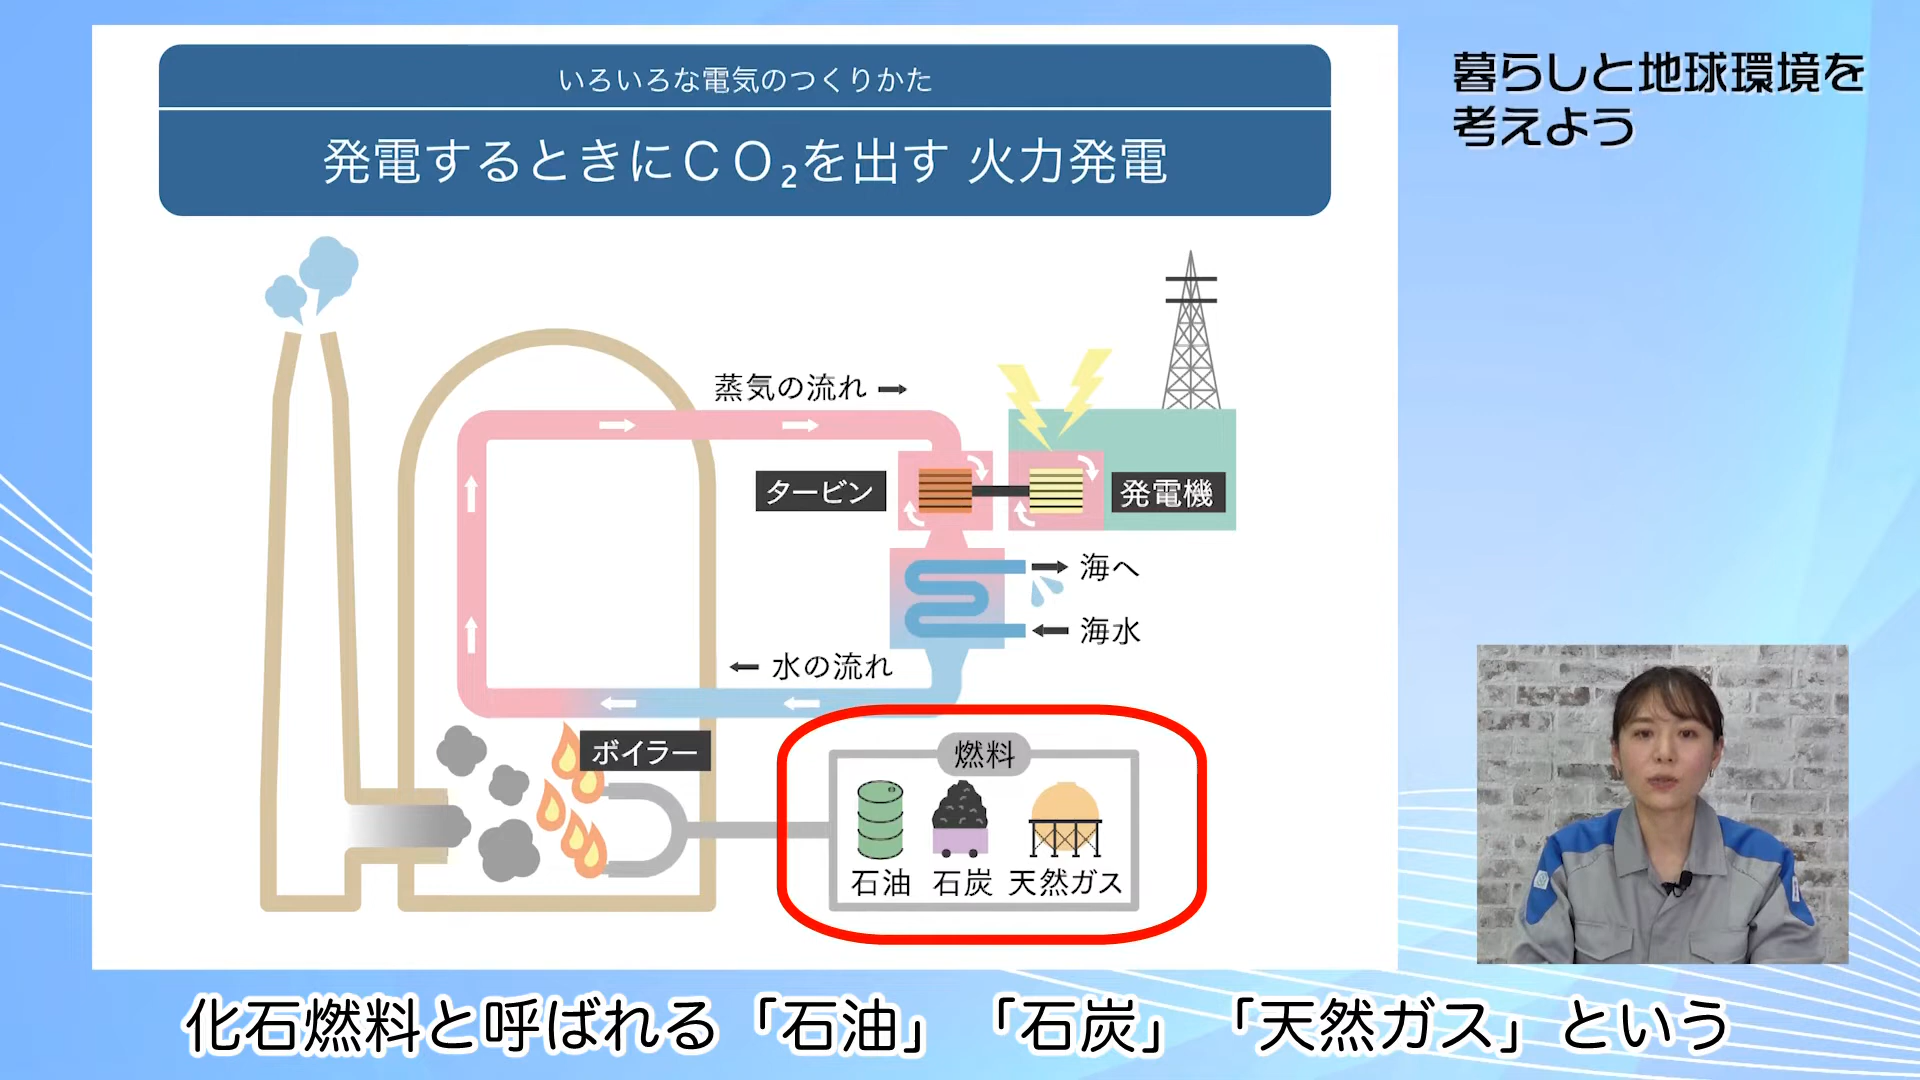 いろいろな電気のつくりかた
発電するときにCO₂を出す 火力発電
暮らしと地球環境を
考えよう
蒸気の流れ →
タービン
発電機
→ 海へ
← 海水
← 水の流れ
ボイラー
燃料
石油 石炭 天然ガス
化石燃料と呼ばれる「石油」「石炭」「天然ガス」という